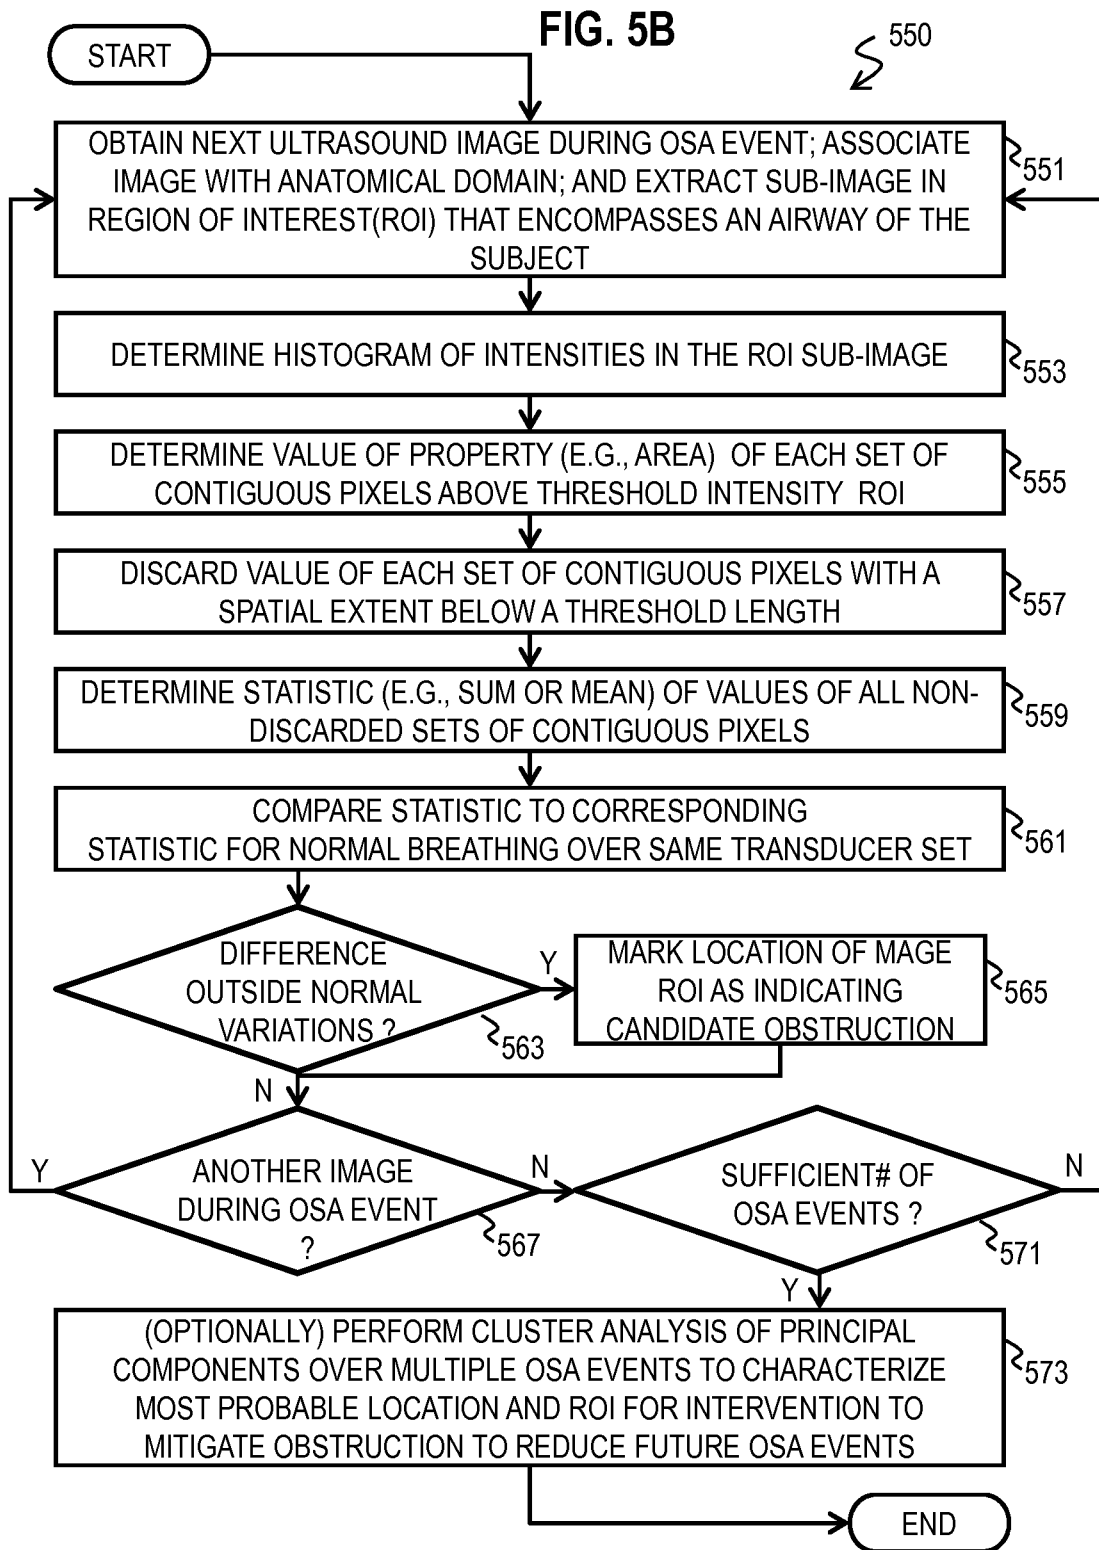 FIG. 5B
550
START
OBTAIN NEXT ULTRASOUND IMAGE DURING OSA EVENT; ASSOCIATE
IMAGE WITH ANATOMICAL DOMAIN; AND EXTRACT SUB-IMAGE IN
REGION OF INTEREST(ROI) THAT ENCOMPASSES AN AIRWAY OF THE
SUBJECT
551
DETERMINE HISTOGRAM OF INTENSITIES IN THE ROI SUB-IMAGE
553
DETERMINE VALUE OF PROPERTY (E.G., AREA) OF EACH SET OF
CONTIGUOUS PIXELS ABOVE THRESHOLD INTENSITY ROI
555
DISCARD VALUE OF EACH SET OF CONTIGUOUS PIXELS WITH A
SPATIAL EXTENT BELOW A THRESHOLD LENGTH
557
DETERMINE STATISTIC (E.G., SUM OR MEAN) OF VALUES OF ALL NON-
DISCARDED SETS OF CONTIGUOUS PIXELS
559
COMPARE STATISTIC TO CORRESPONDING
STATISTIC FOR NORMAL BREATHING OVER SAME TRANSDUCER SET
561
DIFFERENCE
OUTSIDE NORMAL
VARIATIONS ?
563
Y
MARK LOCATION OF MAGE
ROI AS INDICATING
CANDIDATE OBSTRUCTION
565
N
ANOTHER IMAGE
DURING OSA EVENT
?
567
Y
N
SUFFICIENT# OF
OSA EVENTS ?
571
N
Y
(OPTIONALLY) PERFORM CLUSTER ANALYSIS OF PRINCIPAL
COMPONENTS OVER MULTIPLE OSA EVENTS TO CHARACTERIZE
MOST PROBABLE LOCATION AND ROI FOR INTERVENTION TO
MITIGATE OBSTRUCTION TO REDUCE FUTURE OSA EVENTS
573
END